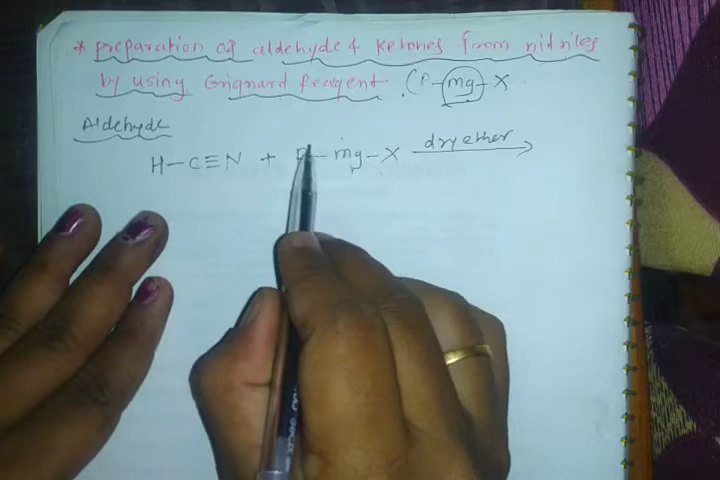 * Preparation of aldehyde & Ketones from nitriles
by using Grignard Reagent. (R-mg-X
Aldehyde
H-C≡N + R-mg-X dry ether